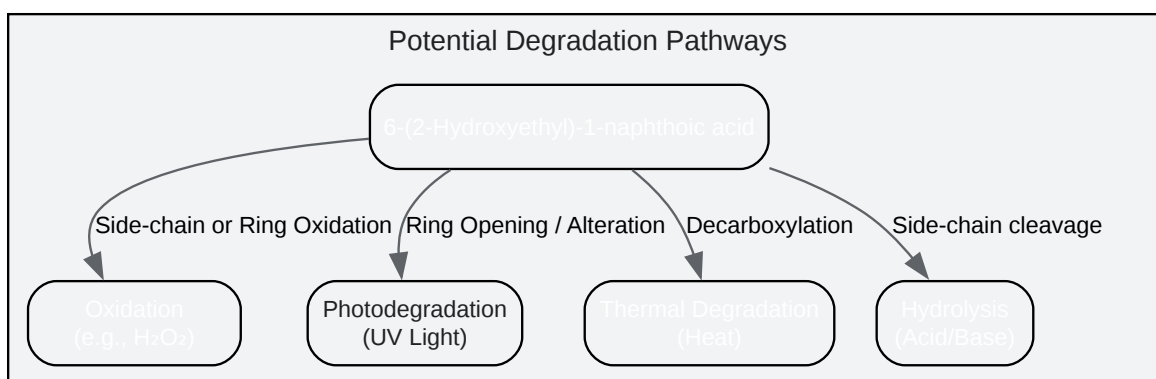 Potential Degradation Pathways
6-(2-Hydroxyethyl)-1-naphthoic acid
Side-chain or Ring Oxidation
Ring Opening / Alteration
Decarboxylation
Side-chain cleavage
Oxidation
(e.g., H₂O₂)
Photodegradation
(UV Light)
Thermal Degradation
(Heat)
Hydrolysis
(Acid/Base)